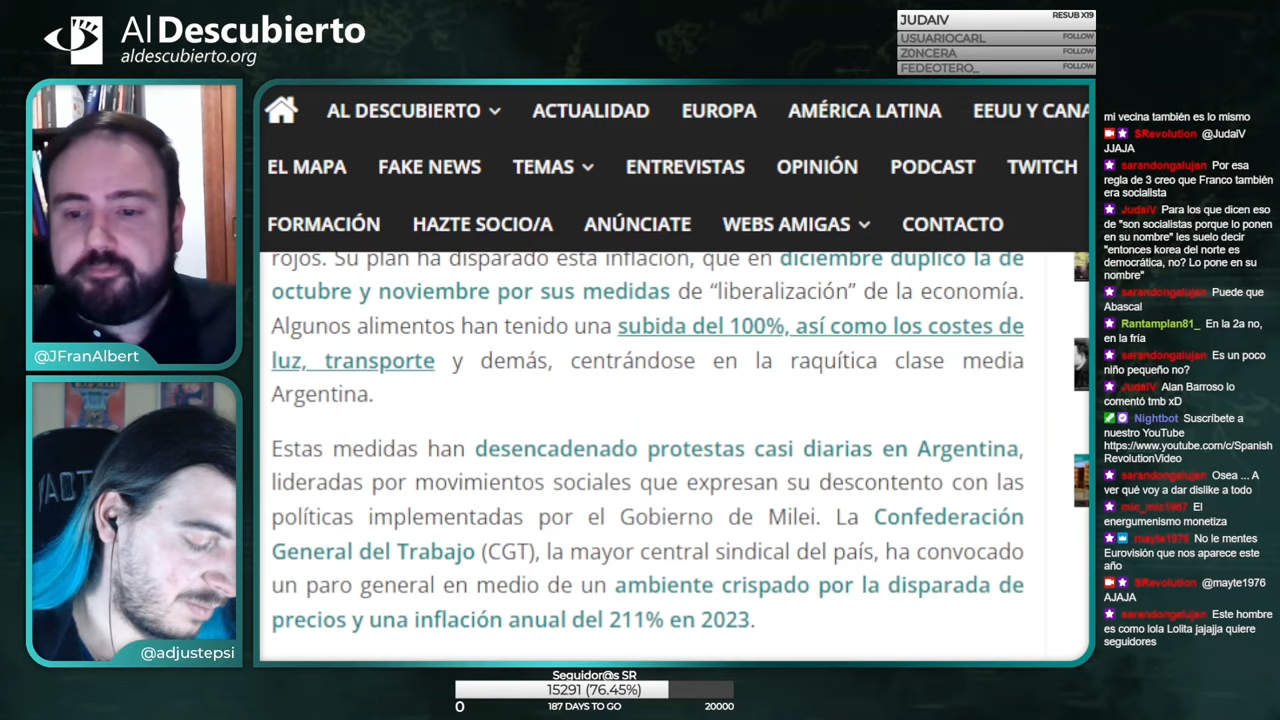 Al Descubierto
aldescubierto.org
JUDAIV RESUB X19
USUARIOCARL FOLLOW
Z0NCERA FOLLOW
FEDEOTERO_ FOLLOW
AL DESCUBIERTO ACTUALIDAD EUROPA AMÉRICA LATINA EEUU Y CANA
EL MAPA FAKE NEWS TEMAS ENTREVISTAS OPINIÓN PODCAST TWITCH
FORMACIÓN HAZTE SOCIO/A ANÚNCIATE WEBS AMIGAS CONTACTO
rojos. Su plan ha disparado esta inflación, que en diciembre duplicó la de
octubre y noviembre por sus medidas de “liberalización” de la economía.
Algunos alimentos han tenido una subida del 100%, así como los costes de
luz, transporte y demás, centrándose en la raquítica clase media
Argentina.
Estas medidas han desencadenado protestas casi diarias en Argentina,
lideradas por movimientos sociales que expresan su descontento con las
políticas implementadas por el Gobierno de Milei. La Confederación
General del Trabajo (CGT), la mayor central sindical del país, ha convocado
un paro general en medio de un ambiente crispado por la disparada de
precios y una inflación anual del 211% en 2023.
@JFranAlbert
@adjustepsi
mi vecina también es lo mismo
SRevolution @JudaiV
JJAJA
sarandongalujan Por esa
regla de 3 creo que Franco también
era socialista
JudaiV Para los que dicen eso
de "son socialistas porque lo ponen
en su nombre" les suelo decir
"entonces korea del norte es
democrática, no? Lo pone en su
nombre"
sarandongalujan Puede que
Abascal
Rantamplan81_ En la 2a no,
en la fría
sarandongalujan Es un poco
niño pequeño no?
JudaiV Alan Barroso lo
comentó tmb xD
Nightbot Suscríbete a
nuestro YouTube
https://www.youtube.com/c/Spanish
RevolutionVideo
sarandongalujan Osea ... A
ver qué voy a dar dislike a todo
mic_miz1967 El
energumenismo monetiza
mayte1976 No le mentes
Eurovisión que nos aparece este
año
SRevolution @mayte1976
AJAJA
sarandongalujan Este hombre
es como lola Lolita jajajja quiere
seguidores
Seguidor@s SR
15291 (76.45%)
0 187 DAYS TO GO 20000